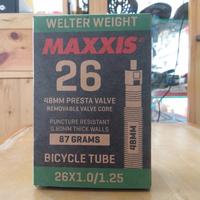 WELTER WEIGHT
MAXXIS
26
48MM PRESTA VALVE
REMOVABLE VALVE CORE
PUNCTURE RESISTANT
0.80MM THICK WALLS
87 GRAMS
48MM
BICYCLE TUBE
26X1.0/1.25